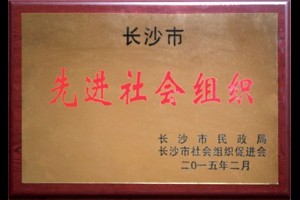 长沙市
先进社会组织
长沙市民政局
长沙市社会组织促进会
二〇一五年二月